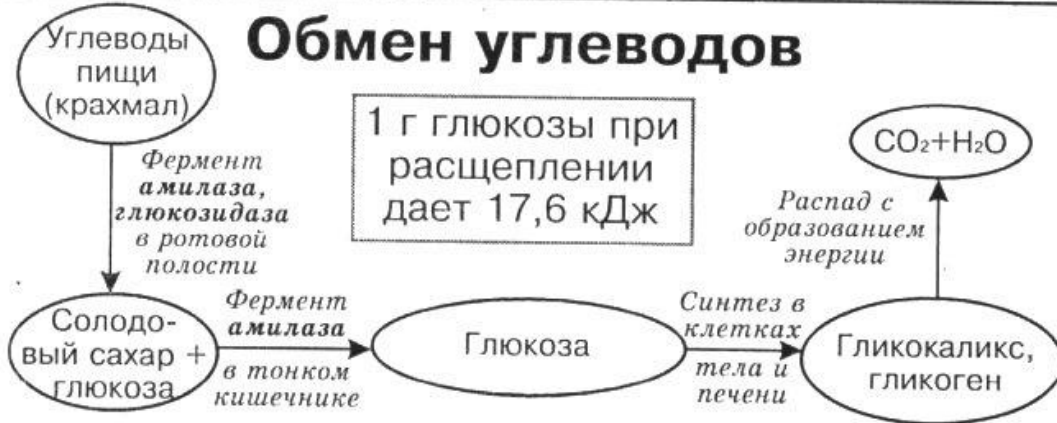 Обмен углеводов
Углеводы
пищи
(крахмал)
Фермент
амилаза,
глюкозидаза
в ротовой
полости
1 г глюкозы при
расщеплении
дает 17,6 кДж
CO₂+H₂O
Распад с
образованием
энергии
Солодо-
вый сахар +
глюкоза
Фермент
амилаза
в тонком
кишечнике
Глюкоза
Синтез в
клетках
тела и
печени
Гликокаликс,
гликоген